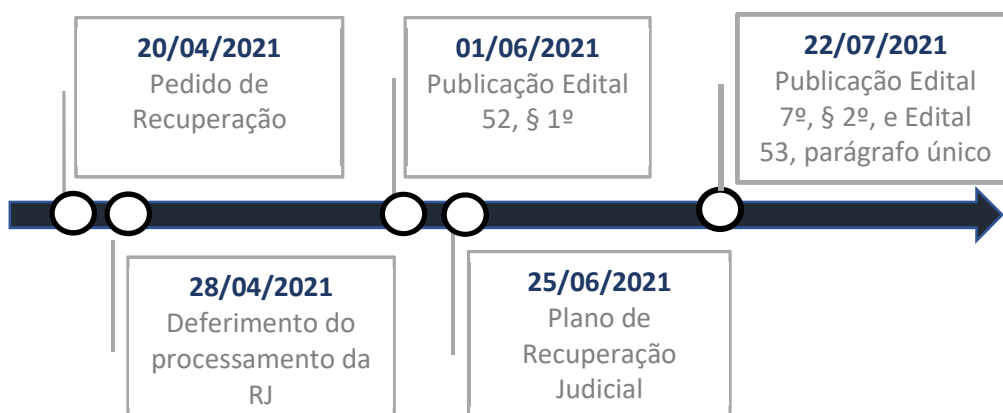 20/04/2021
Pedido de
Recuperação
01/06/2021
Publicação Edital
52, § 1º
22/07/2021
Publicação Edital
7º, § 2º, e Edital
53, parágrafo único
28/04/2021
Deferimento do
processamento da
RJ
25/06/2021
Plano de
Recuperação
Judicial